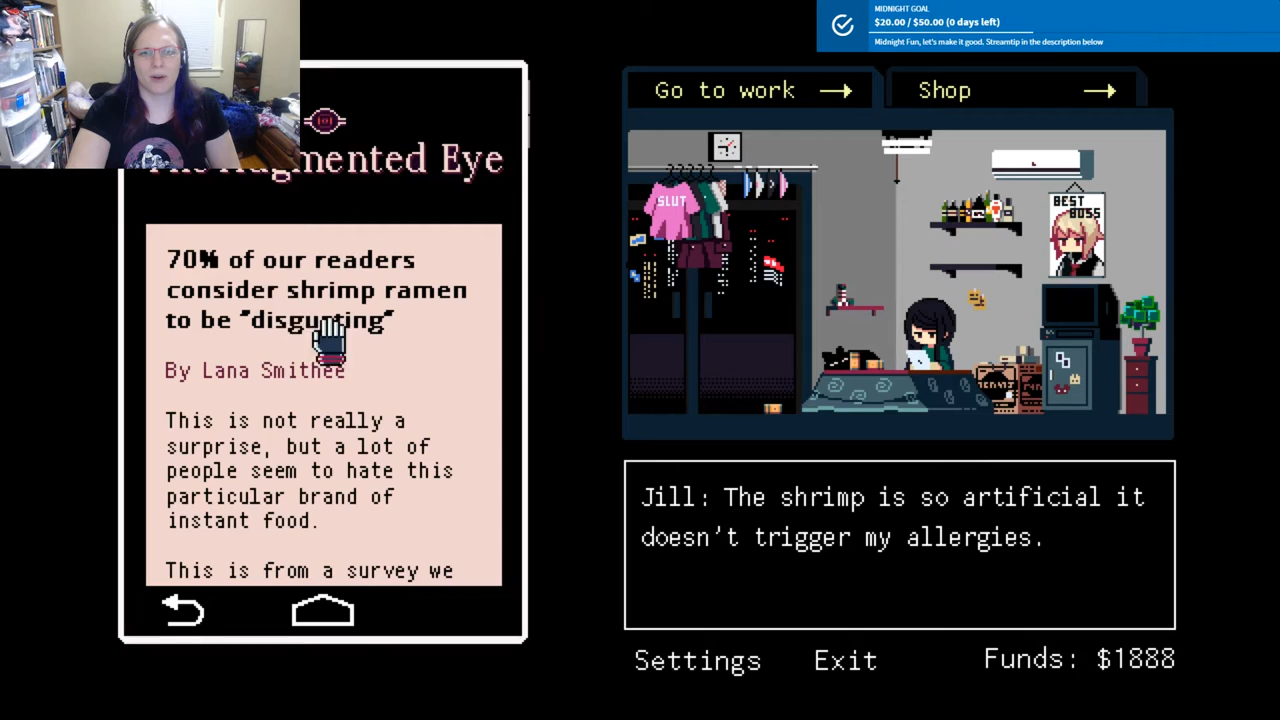 MIDNIGHT GOAL
$20.00 / $50.00 (0 days left)
Midnight Fun, let's make it good. Streamtip in the description below
mented Eye
70% of our readers
consider shrimp ramen
to be "disgusting"
By Lana Smithee
This is not really a
surprise, but a lot of
people seem to hate this
particular brand of
instant food.
This is from a survey we
Go to work
Shop
SLUT
BEST
BOSS
Jill: The shrimp is so artificial it
doesn't trigger my allergies.
Settings
Exit
Funds: $1888